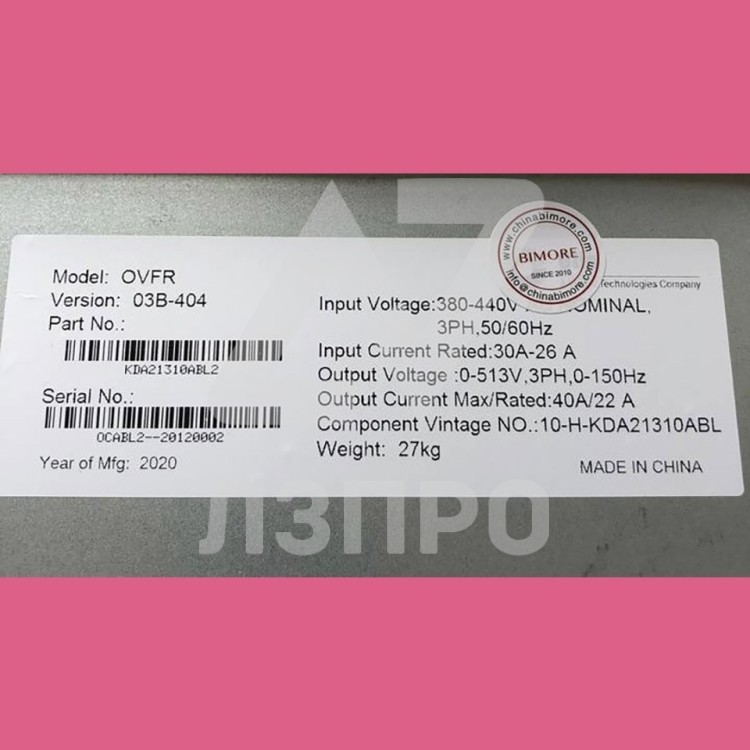 Model: OVFR
Version: 03B-404
Part No.:
KDA21310ABL2
Serial No.:
OCABL2--20120002
Year of Mfg: 2020
www.chinabimore.com
BIMORE
SINCE 2010
info@chinabimore.com
Technologies Company
Input Voltage:380-440V NOMINAL,
3PH,50/60Hz
Input Current Rated:30A-26 A
Output Voltage :0-513V,3PH,0-150Hz
Output Current Max/Rated:40A/22 A
Component Vintage NO.:10-H-KDA21310ABL
Weight: 27kg
MADE IN CHINA
ЛЗПРО